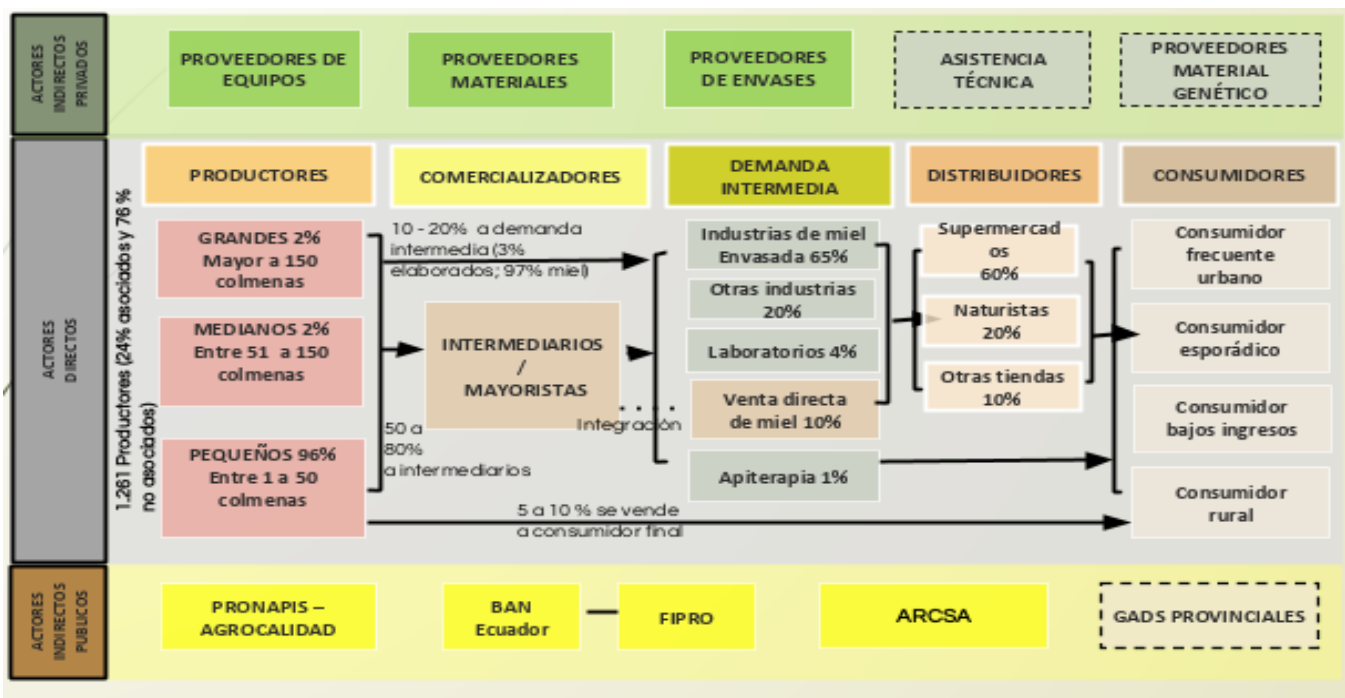 ACTORES
INDIRECTOS
PRIVADOS
PROVEEDORES DE
EQUIPOS
PROVEEDORES
MATERIALES
PROVEEDORES
DE ENVASES
ASISTENCIA
TÉCNICA
PROVEEDORES
MATERIAL
GENÉTICO
ACTORES
DIRECTOS
1.261 Productores (24% asociados y 76 %
no asociados)
PRODUCTORES
COMERCIALIZADORES
DEMANDA
INTERMEDIA
DISTRIBUIDORES
CONSUMIDORES
GRANDES 2%
Mayor a 150
colmenas
MEDIANOS 2%
Entre 51 a 150
colmenas
PEQUEÑOS 96%
Entre 1 a 50
colmenas
10 - 20% a demanda
intermedia (3%
elaborados; 97% miel)
INTERMEDIARIOS
/
MAYORISTAS
Integración
50 a
80%
a intermediarios
5 a 10 % se vende
a consumidor final
Industrias de miel
Envasada 65%
Otras industrias
20%
Laboratorios 4%
Venta directa
de miel 10%
Apiterapia 1%
Supermercad
os
60%
Naturistas
20%
Otras tiendas
10%
Consumidor
frecuente
urbano
Consumidor
esporádico
Consumidor
bajos ingresos
Consumidor
rural
ACTORES
INDIRECTOS
PUBLICOS
PRONAPIS –
AGROCALIDAD
BAN
Ecuador
FIPRO
ARCSA
GADS PROVINCIALES